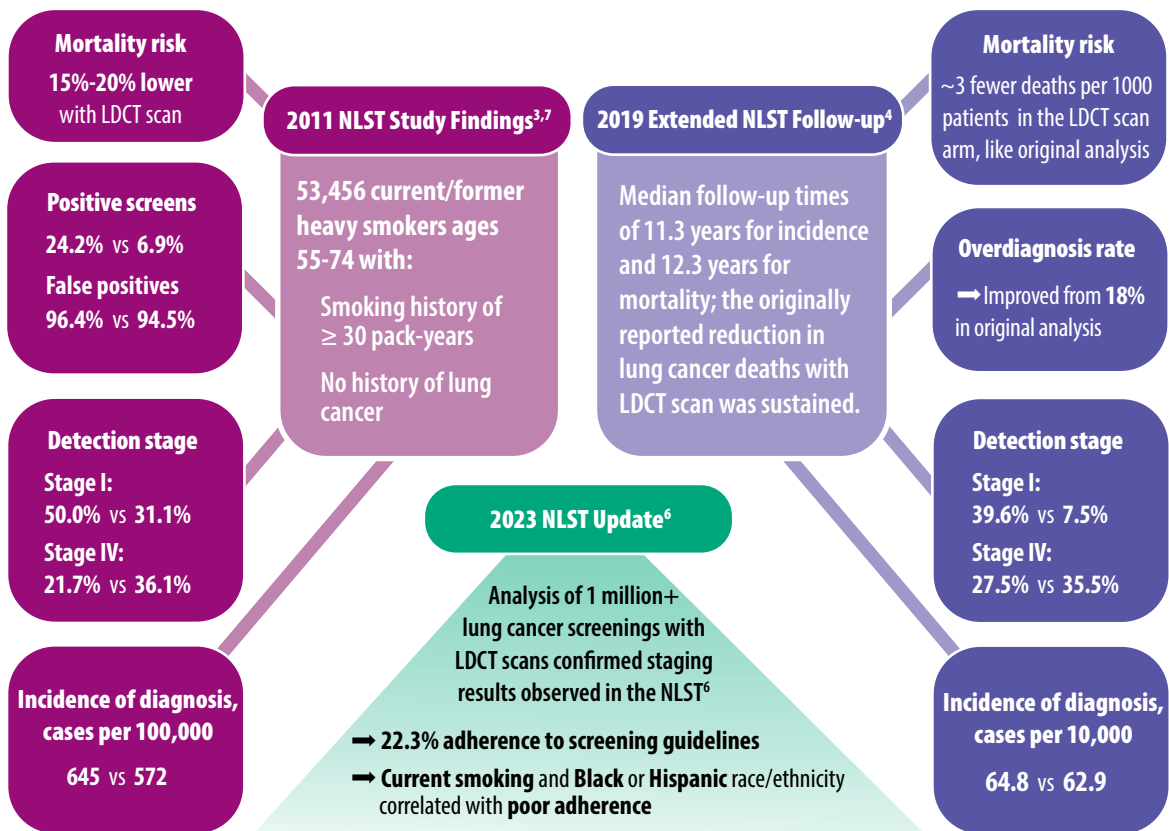 Mortality risk
15%-20% lower
with LDCT scan
Positive screens
24.2% vs 6.9%
False positives
96.4% vs 94.5%
Detection stage
Stage I:
50.0% vs 31.1%
Stage IV:
21.7% vs 36.1%
Incidence of diagnosis,
cases per 100,000
645 vs 572
2011 NLST Study Findings3,7
53,456 current/former
heavy smokers ages
55-74 with:
Smoking history of
≥ 30 pack-years
No history of lung
cancer
2019 Extended NLST Follow-up4
Median follow-up times
of 11.3 years for incidence
and 12.3 years for
mortality; the originally
reported reduction in
lung cancer deaths with
LDCT scan was sustained.
Mortality risk
~3 fewer deaths per 1000
patients in the LDCT scan
arm, like original analysis
Overdiagnosis rate
➡ Improved from 18%
in original analysis
Detection stage
Stage I:
39.6% vs 7.5%
Stage IV:
27.5% vs 35.5%
Incidence of diagnosis,
cases per 10,000
64.8 vs 62.9
2023 NLST Update6
Analysis of 1 million+
lung cancer screenings with
LDCT scans confirmed staging
results observed in the NLST6
➡ 22.3% adherence to screening guidelines
➡ Current smoking and Black or Hispanic race/ethnicity
correlated with poor adherence